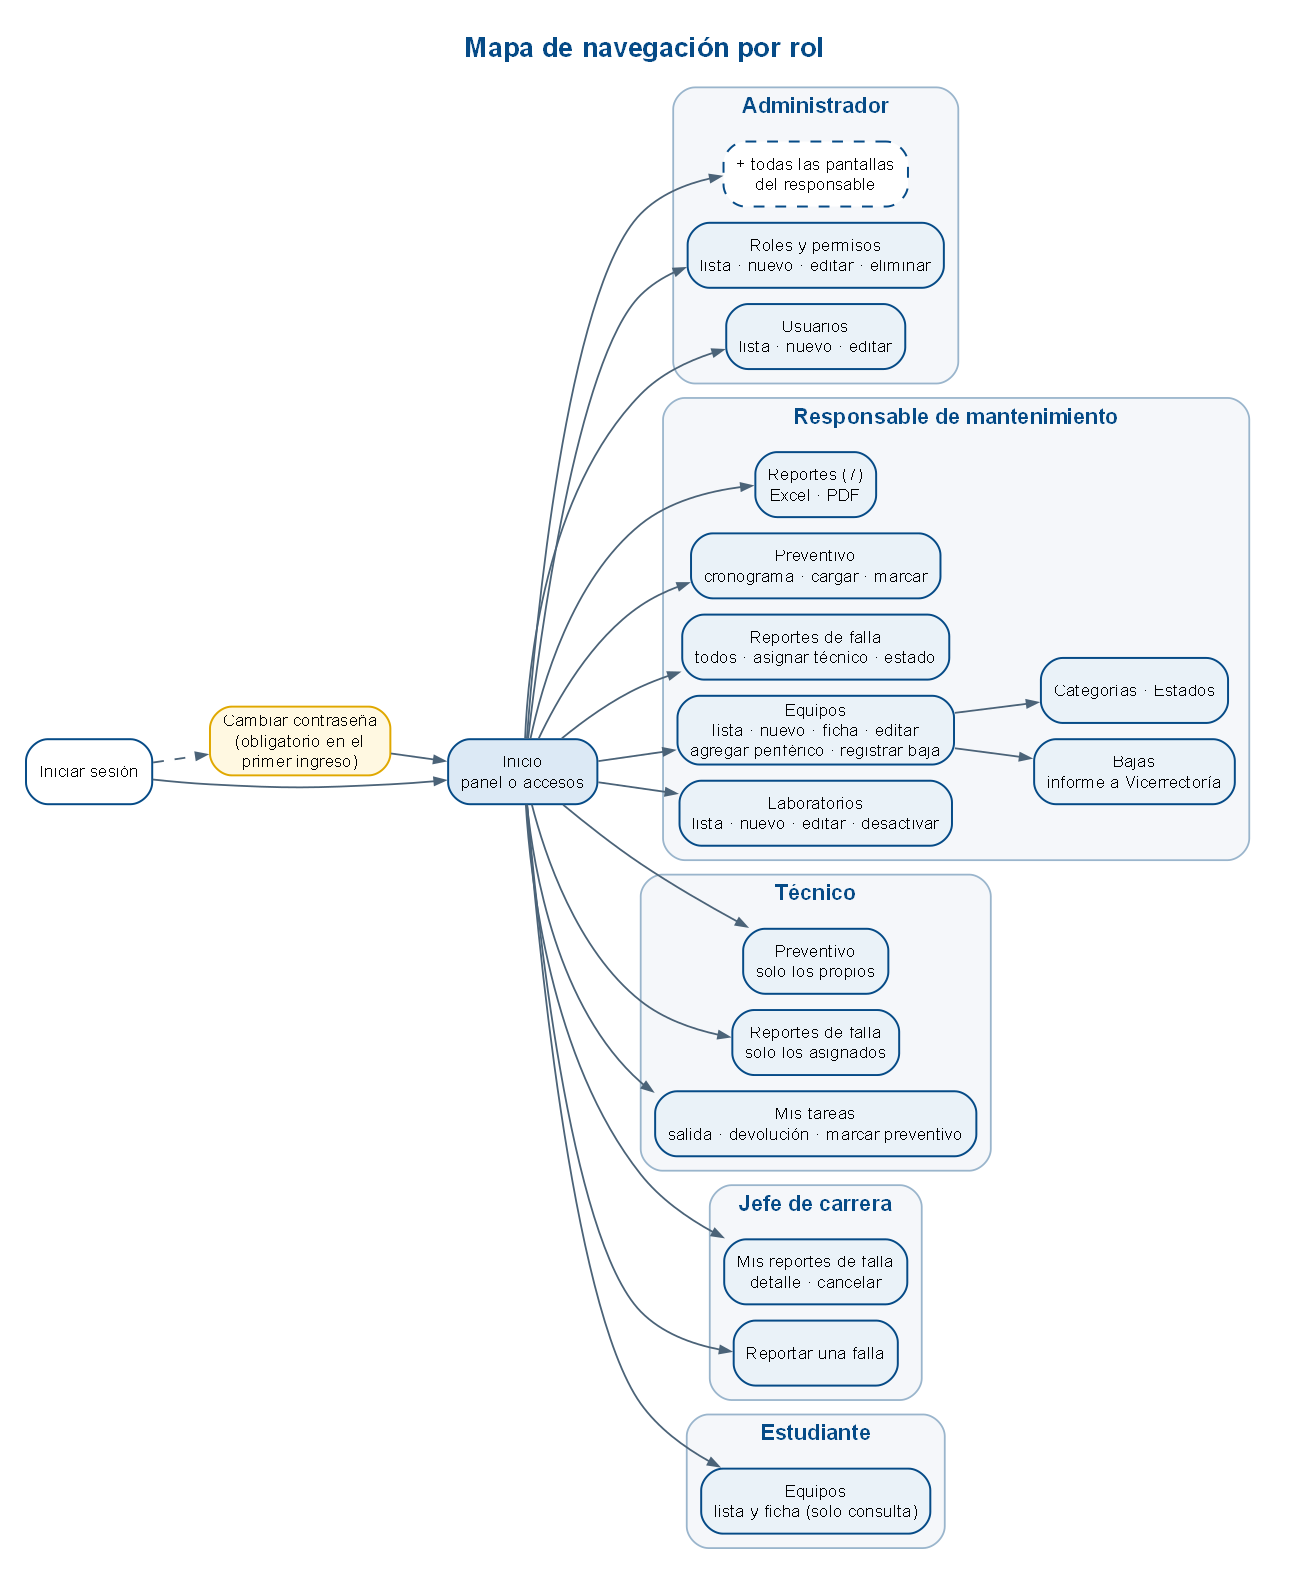 Mapa de navegación por rol
Administrador
+ todas las pantallas
del responsable
Roles y permisos
lista · nuevo · editar · eliminar
Usuarios
lista · nuevo · editar
Responsable de mantenimiento
Reportes (7)
Excel · PDF
Preventivo
cronograma · cargar · marcar
Reportes de falla
todos · asignar técnico · estado
Equipos
lista · nuevo · ficha · editar
agregar periférico · registrar baja
Categorías · Estados
Bajas
informe a Vicerrectoría
Laboratorios
lista · nuevo · editar · desactivar
Iniciar sesión
Cambiar contraseña
(obligatorio en el
primer ingreso)
Inicio
panel o accesos
Técnico
Preventivo
solo los propios
Reportes de falla
solo los asignados
Mis tareas
salida · devolución · marcar preventivo
Jefe de carrera
Mis reportes de falla
detalle · cancelar
Reportar una falla
Estudiante
Equipos
lista y ficha (solo consulta)